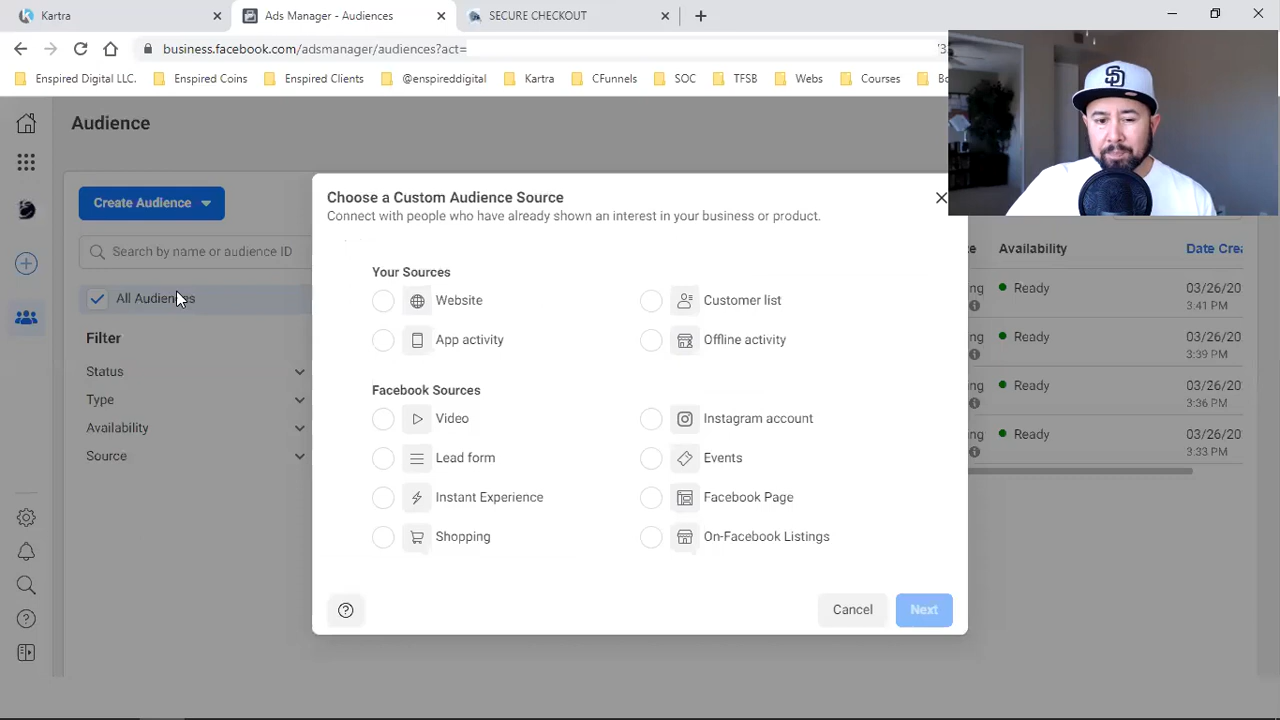 Kartra
Ads Manager - Audiences
SECURE CHECKOUT
business.facebook.com/adsmanager/audiences?act=
Enspired Digital LLC.
Enspired Coins
Enspired Clients
@enspireddigital
Kartra
CFunnels
SOC
TFSB
Webs
Courses
Audience
Create Audience
Search by name or audience ID
All Audiences
Filter
Status
Type
Availability
Source
Choose a Custom Audience Source
Connect with people who have already shown an interest in your business or product.
Your Sources
Website
Customer list
App activity
Offline activity
Facebook Sources
Video
Instagram account
Lead form
Events
Instant Experience
Facebook Page
Shopping
On-Facebook Listings
Cancel
Next
Availability
Date Crea
Ready
03/26/20
3:41 PM
Ready
03/26/20
3:39 PM
Ready
03/26/20
3:36 PM
Ready
03/26/20
3:33 PM
SD